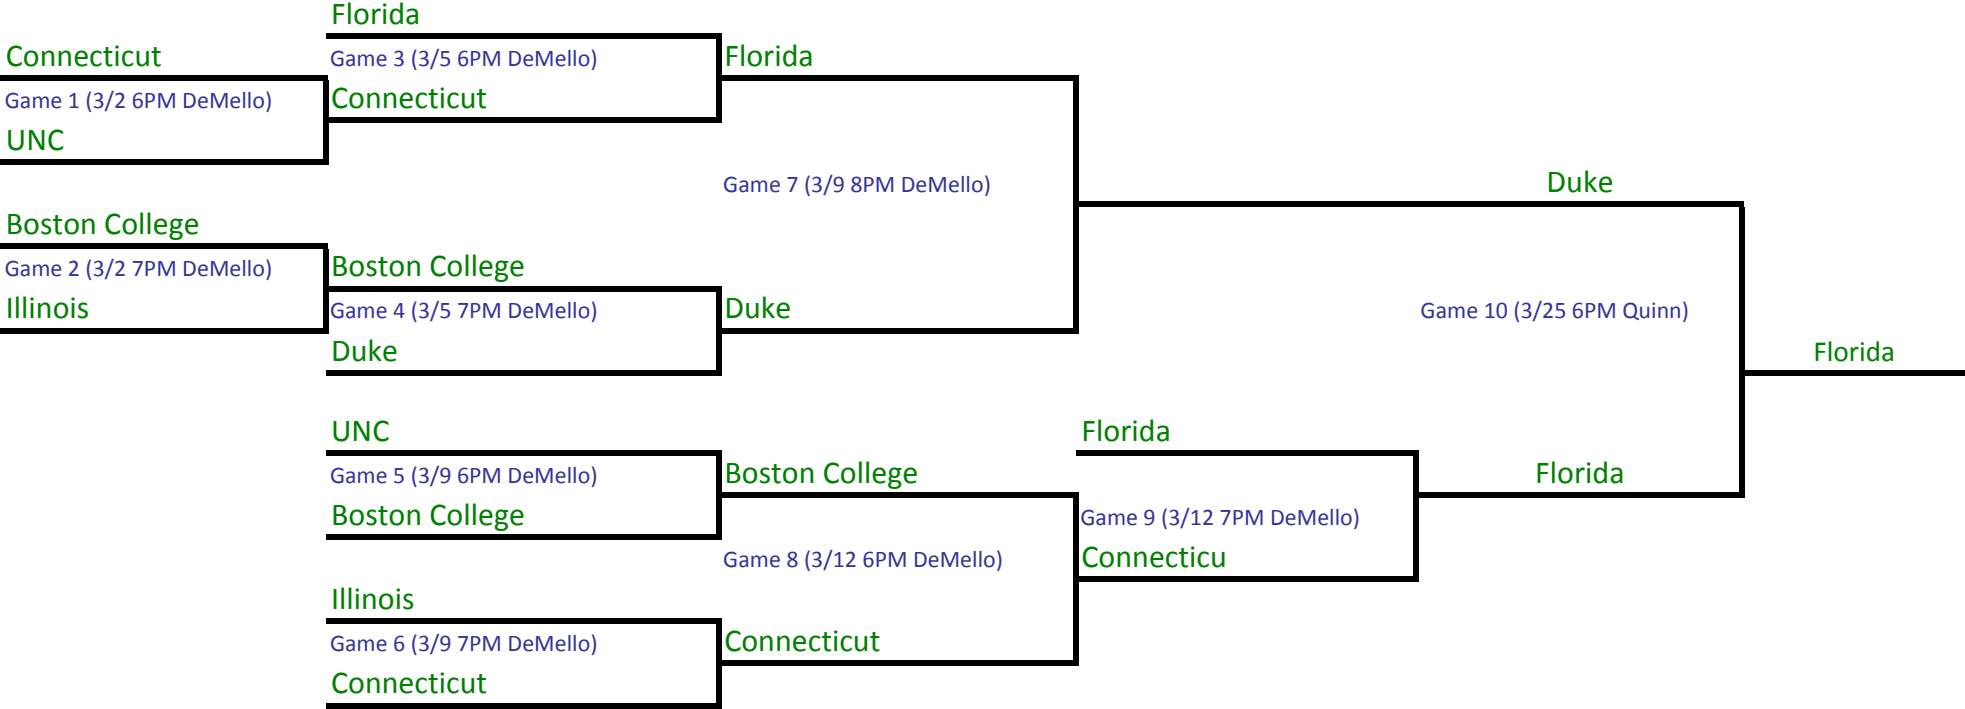 Florida
Connecticut
Game 3 (3/5 6PM DeMello)
Florida
Game 1 (3/2 6PM DeMello)
Connecticut
UNC
Game 7 (3/9 8PM DeMello)
Duke
Boston College
Game 2 (3/2 7PM DeMello)
Boston College
Illinois
Game 4 (3/5 7PM DeMello)
Duke
Game 10 (3/25 6PM Quinn)
Duke
Florida
UNC
Florida
Game 5 (3/9 6PM DeMello)
Boston College
Florida
Boston College
Game 9 (3/12 7PM DeMello)
Game 8 (3/12 6PM DeMello)
Connecticu
Illinois
Game 6 (3/9 7PM DeMello)
Connecticut
Connecticut